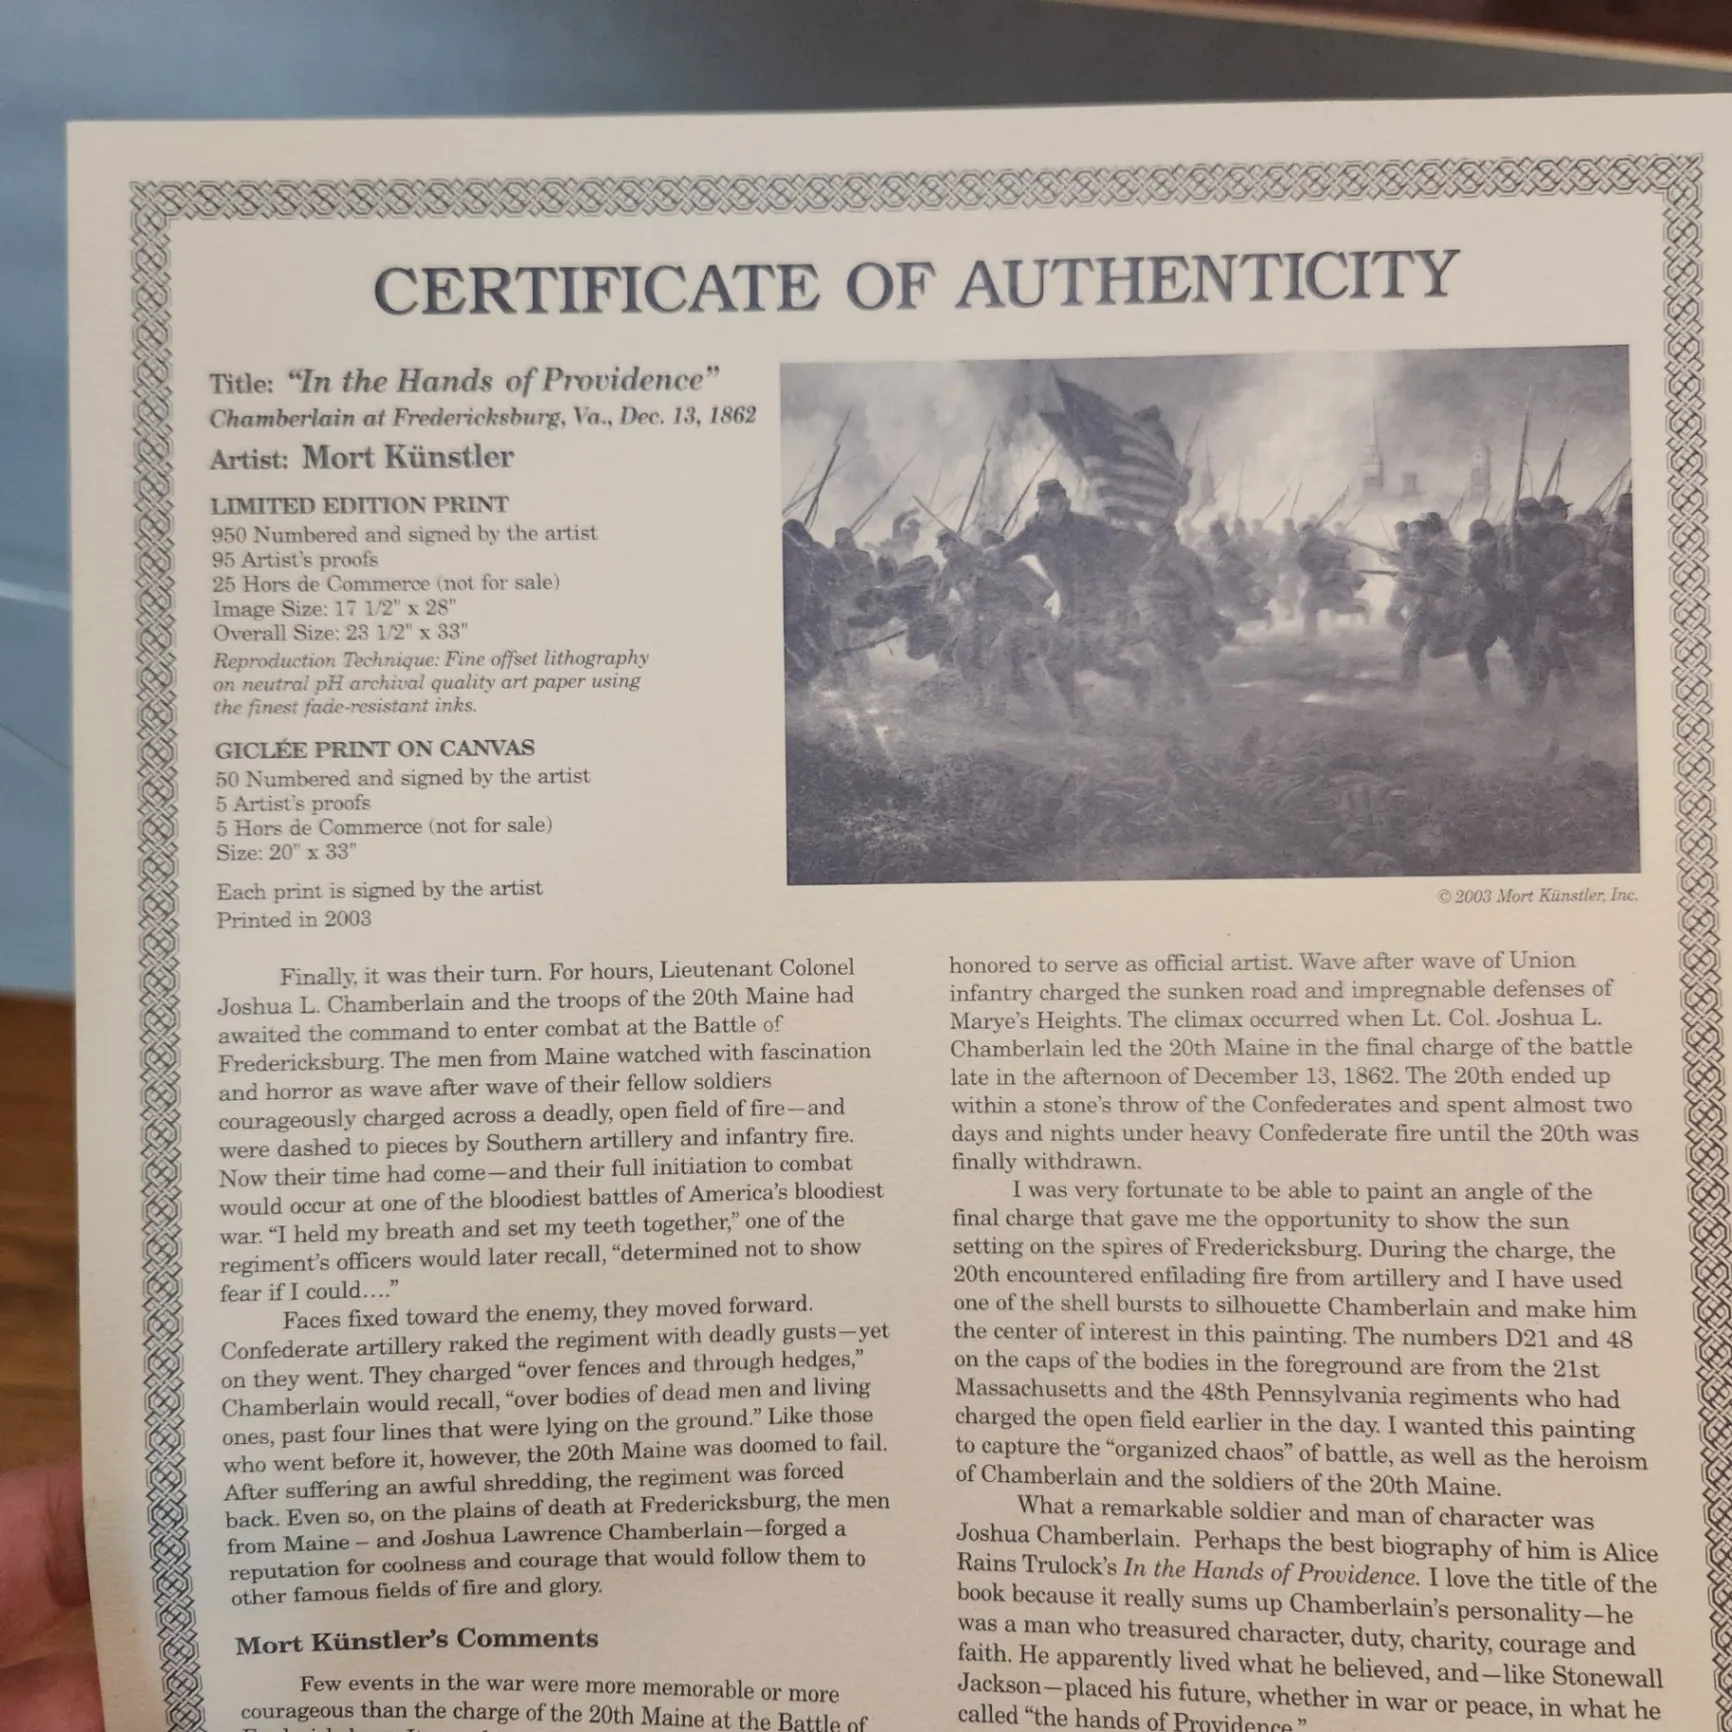 CERTIFICATE OF AUTHENTICITY
Title: “In the Hands of Providence”
Chamberlain at Fredericksburg, Va., Dec. 13, 1862
Artist: Mort Künstler
LIMITED EDITION PRINT
950 Numbered and signed by the artist
95 Artist’s proofs
25 Hors de Commerce (not for sale)
Image Size: 17 1/2" x 28"
Overall Size: 23 1/2" x 33"
Reproduction Technique: Fine offset lithography
on neutral pH archival quality art paper using
the finest fade-resistant inks.
GICLÉE PRINT ON CANVAS
50 Numbered and signed by the artist
5 Artist’s proofs
5 Hors de Commerce (not for sale)
Size: 20" x 33"
Each print is signed by the artist
Printed in 2003
© 2003 Mort Künstler, Inc.
Finally, it was their turn. For hours, Lieutenant Colonel
Joshua L. Chamberlain and the troops of the 20th Maine had
awaited the command to enter combat at the Battle of
Fredericksburg. The men from Maine watched with fascination
and horror as wave after wave of their fellow soldiers
courageously charged across a deadly, open field of fire—and
were dashed to pieces by Southern artillery and infantry fire.
Now their time had come—and their full initiation to combat
would occur at one of the bloodiest battles of America’s bloodiest
war. “I held my breath and set my teeth together,” one of the
regiment’s officers would later recall, “determined not to show
fear if I could....”
Faces fixed toward the enemy, they moved forward.
Confederate artillery raked the regiment with deadly gusts—yet
on they went. They charged “over fences and through hedges,”
Chamberlain would recall, “over bodies of dead men and living
ones, past four lines that were lying on the ground.” Like those
who went before it, however, the 20th Maine was doomed to fail.
After suffering an awful shredding, the regiment was forced
back. Even so, on the plains of death at Fredericksburg, the men
from Maine – and Joshua Lawrence Chamberlain—forged a
reputation for coolness and courage that would follow them to
other famous fields of fire and glory.
Mort Künstler’s Comments
Few events in the war were more memorable or more
courageous than the charge of the 20th Maine at the Battle of
honored to serve as official artist. Wave after wave of Union
infantry charged the sunken road and impregnable defenses of
Marye’s Heights. The climax occurred when Lt. Col. Joshua L.
Chamberlain led the 20th Maine in the final charge of the battle
late in the afternoon of December 13, 1862. The 20th ended up
within a stone’s throw of the Confederates and spent almost two
days and nights under heavy Confederate fire until the 20th was
finally withdrawn.
I was very fortunate to be able to paint an angle of the
final charge that gave me the opportunity to show the sun
setting on the spires of Fredericksburg. During the charge, the
20th encountered enfilading fire from artillery and I have used
one of the shell bursts to silhouette Chamberlain and make him
the center of interest in this painting. The numbers D21 and 48
on the caps of the bodies in the foreground are from the 21st
Massachusetts and the 48th Pennsylvania regiments who had
charged the open field earlier in the day. I wanted this painting
to capture the “organized chaos” of battle, as well as the heroism
of Chamberlain and the soldiers of the 20th Maine.
What a remarkable soldier and man of character was
Joshua Chamberlain. Perhaps the best biography of him is Alice
Rains Trulock’s In the Hands of Providence. I love the title of the
book because it really sums up Chamberlain’s personality—he
was a man who treasured character, duty, charity, courage and
faith. He apparently lived what he believed, and—like Stonewall
Jackson—placed his future, whether in war or peace, in what he
called “the hands of Providence.”